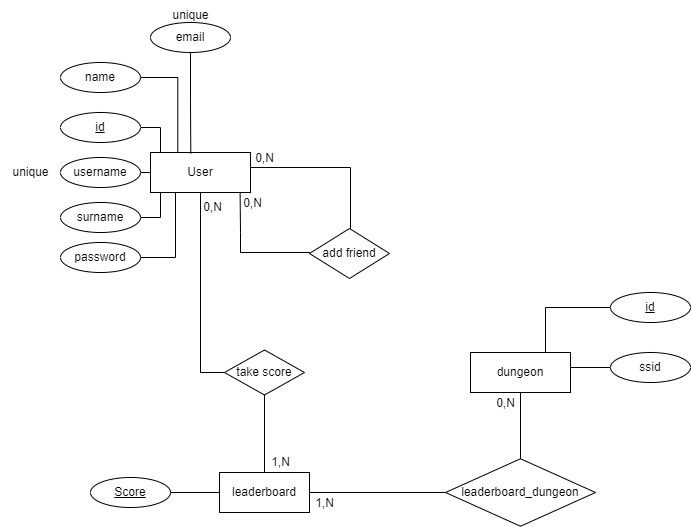 unique
email
name
id
unique
username
User
0,N
surname
0,N
0,N
password
add friend
id
take score
dungeon
ssid
0,N
1,N
Score
leaderboard
1,N
leaderboard_dungeon